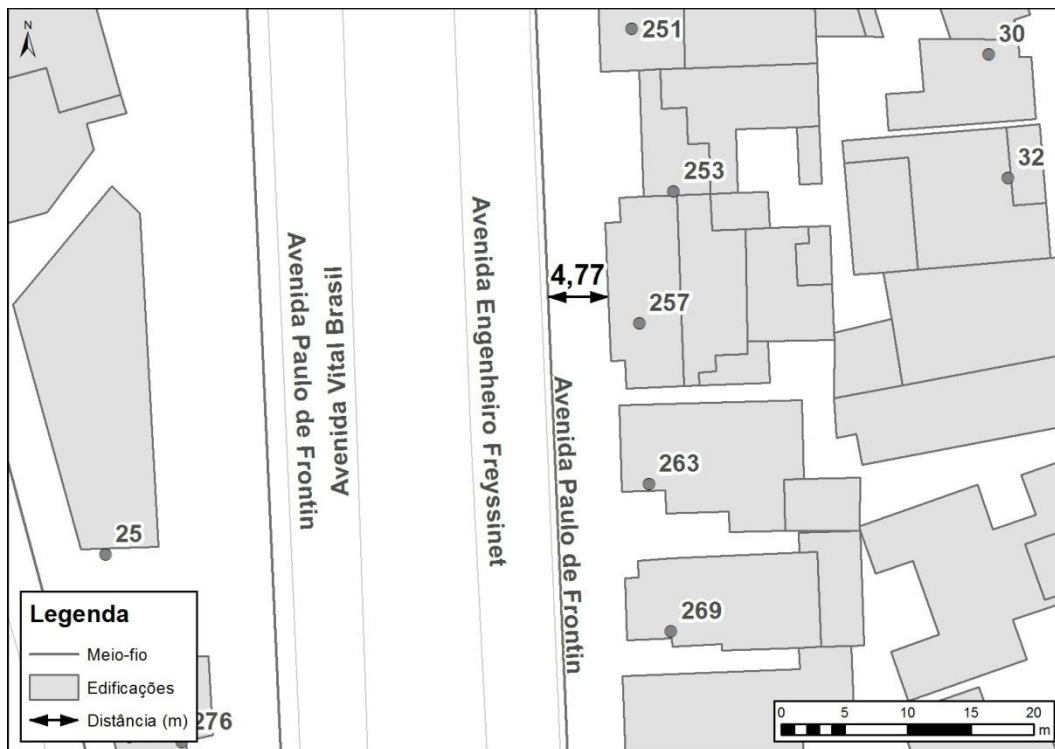 N
251
30
253
32
4,77
257
Avenida Paulo de Frontin
Avenida Vital Brasil
Avenida Engenheiro Freyssinet
Avenida Paulo de Frontin
263
25
269
276
Legenda
Meio-fio
Edificações
Distância (m)
0 5 10 15 20
m